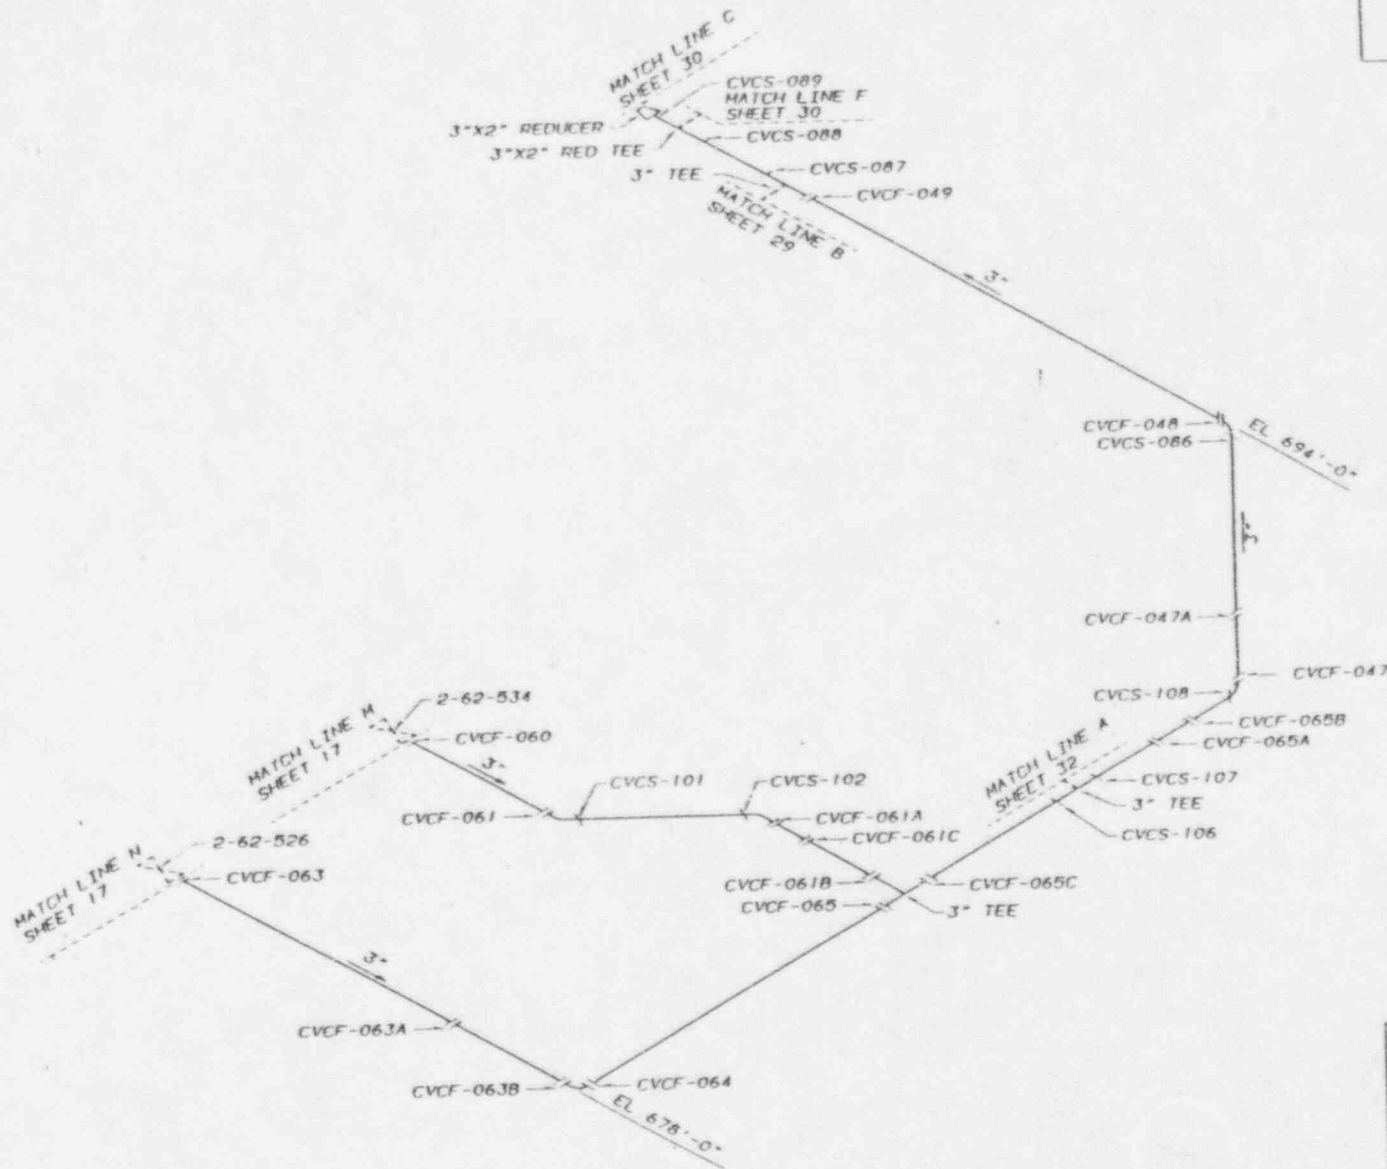 MATCH LINE C
SHEET 30
CVCS-089
MATCH LINE F
SHEET 30
3"X2" REDUCER
CVCS-088
3"X2" RED TEE
CVCS-087
3" TEE
CVCF-049
MATCH LINE B
SHEET 29
3"
CVCF-048
CVCS-086
EL 694'-0"
3"
CVCF-047A
CVCF-047
CVCS-108
CVCF-065B
CVCF-065A
MATCH LINE A
SHEET 32
CVCS-107
3" TEE
CVCS-106
2-62-534
MATCH LINE M
SHEET 17
CVCF-060
3"
CVCS-101
CVCS-102
CVCF-061
CVCF-061A
CVCF-061C
2-62-526
MATCH LINE N
SHEET 17
CVCF-063
CVCF-061B
CVCF-065C
CVCF-065
3" TEE
3"
CVCF-063A
CVCF-063B
CVCF-064
EL 678'-0"